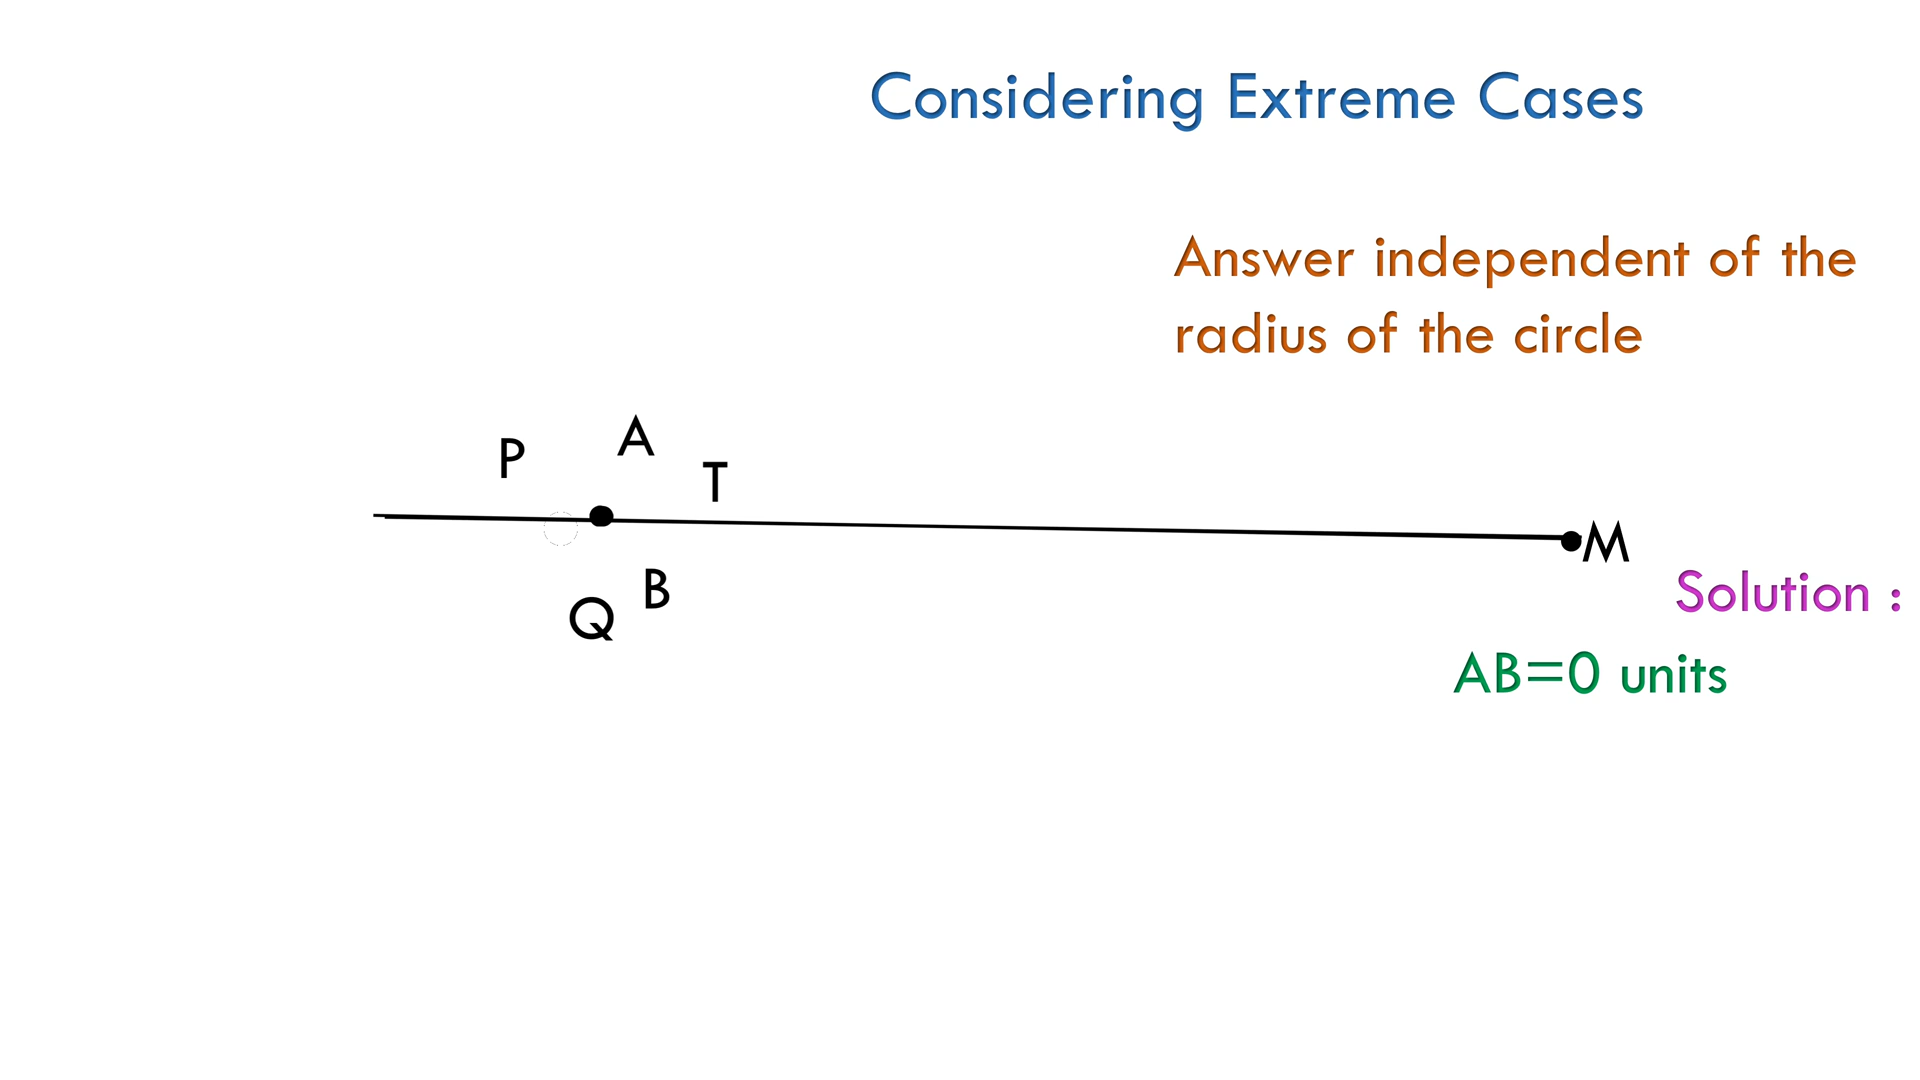 Considering Extreme Cases
Answer independent of the
radius of the circle
P
A
T
M
Q
B
Solution :
AB=0 units